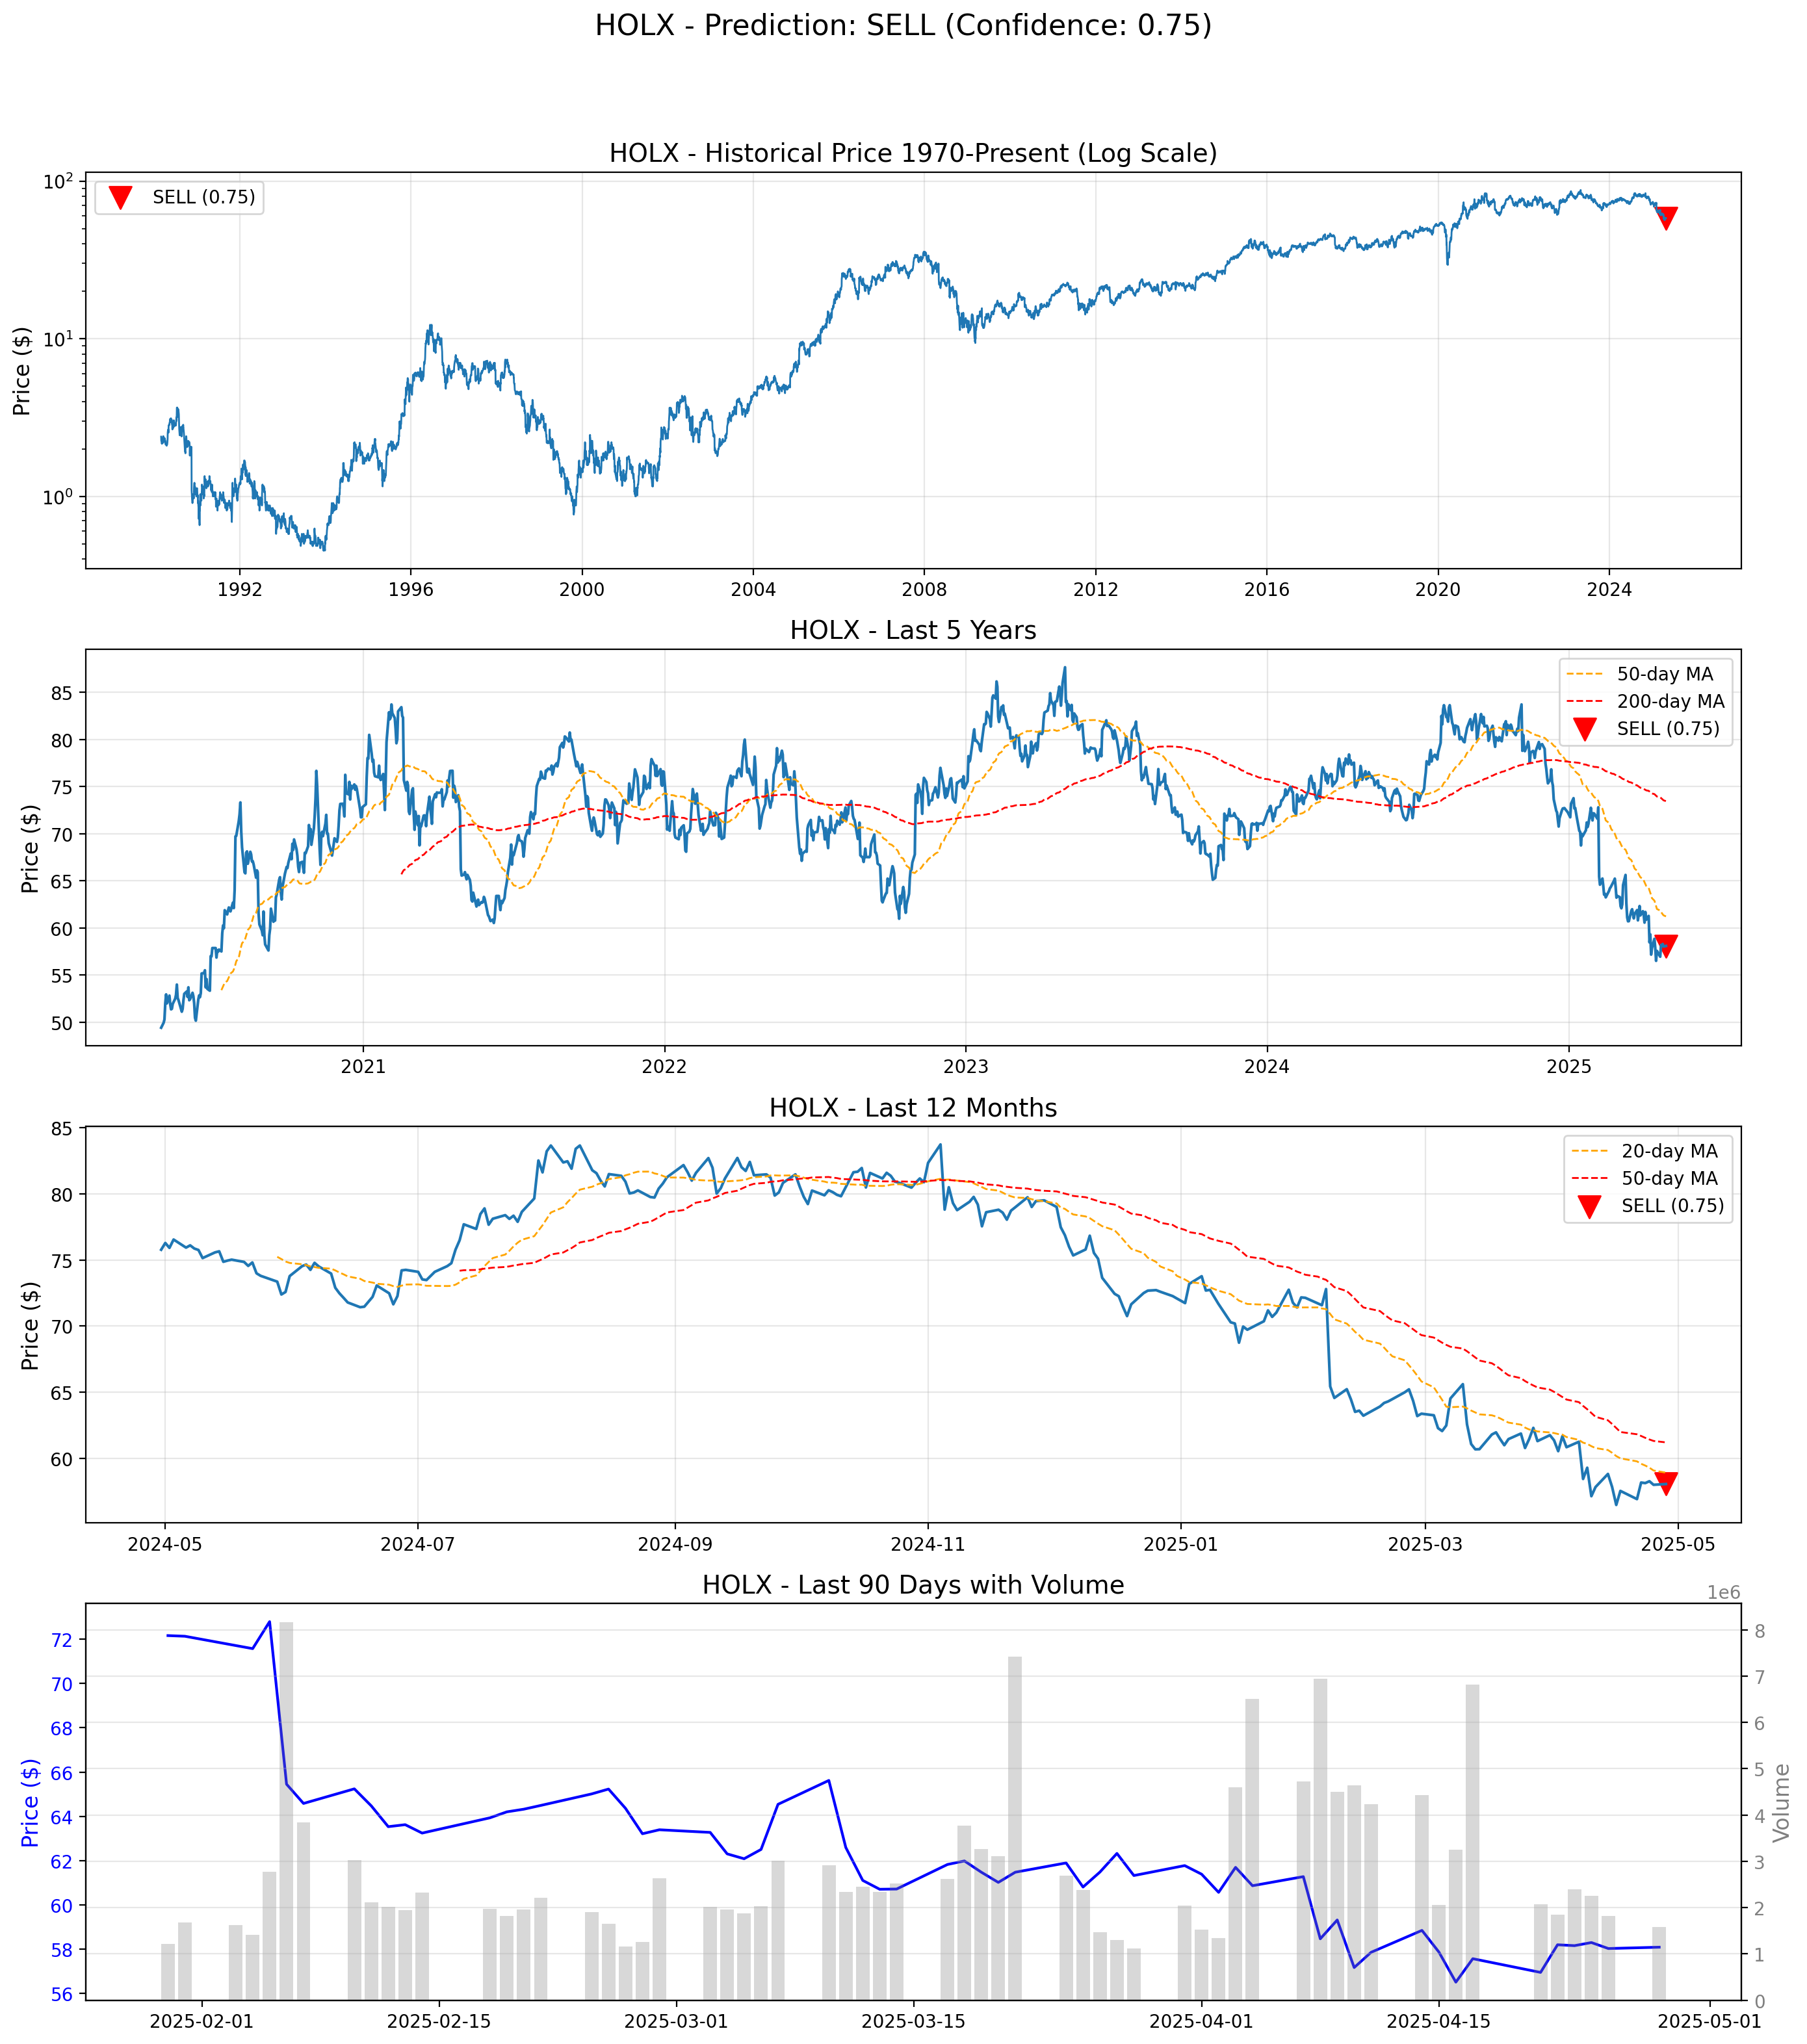 HOLX - Prediction: SELL (Confidence: 0.75)
HOLX - Historical Price 1970-Present (Log Scale)
Price ($)
10²
10¹
10⁰
SELL (0.75)
1992 1996 2000 2004 2008 2012 2016 2020 2024
HOLX - Last 5 Years
Price ($)
85
80
75
70
65
60
55
50
50-day MA
200-day MA
SELL (0.75)
2021 2022 2023 2024 2025
HOLX - Last 12 Months
Price ($)
85
80
75
70
65
60
20-day MA
50-day MA
SELL (0.75)
2024-05 2024-07 2024-09 2024-11 2025-01 2025-03 2025-05
HOLX - Last 90 Days with Volume
1e6
Price ($)
72
70
68
66
64
62
60
58
56
8
7
6
5
4
3
2
1
0
Volume
2025-02-01 2025-02-15 2025-03-01 2025-03-15 2025-04-01 2025-04-15 2025-05-01